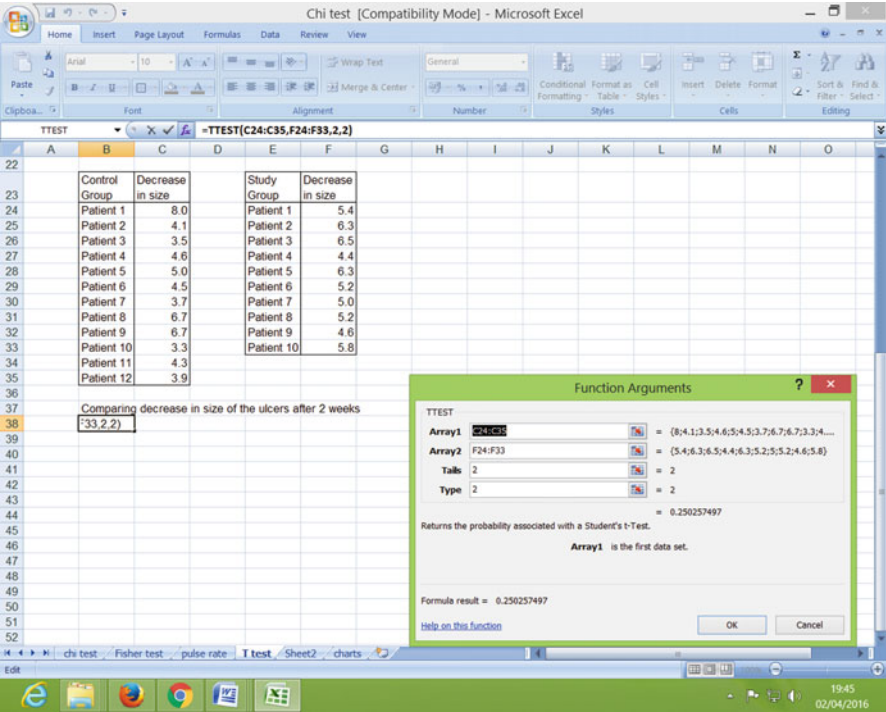 Chi test [Compatibility Mode] - Microsoft Excel
Home Insert Page Layout Formulas Data Review View
Paste
Arial 10
Wrap Text
Merge & Center
General
Conditional Formatting
Format as Table
Cell Styles
Insert Delete Format
Sort & Filter
Find & Select
Clipboa... Font Alignment Number Styles Cells Editing
TTEST =TTEST(C24:C35,F24:F33,2,2)
A B C D E F G H I J K L M N O
22
23 Control Group Decrease in size Study Group Decrease in size
24 Patient 1 8.0 Patient 1 5.4
25 Patient 2 4.1 Patient 2 6.3
26 Patient 3 3.5 Patient 3 6.5
27 Patient 4 4.6 Patient 4 4.4
28 Patient 5 5.0 Patient 5 6.3
29 Patient 6 4.5 Patient 6 5.2
30 Patient 7 3.7 Patient 7 5.0
31 Patient 8 6.7 Patient 8 5.2
32 Patient 9 6.7 Patient 9 4.6
33 Patient 10 3.3 Patient 10 5.8
34 Patient 11 4.3
35 Patient 12 3.9
36
37 Comparing decrease in size of the ulcers after 2 weeks
38 33,2,2)
39
40
41
42
43
44
45
46
47
48
49
50
51
52
Function Arguments ?
TTEST
Array1 C24:C35 = {8;4.1;3.5;4.6;5;4.5;3.7;6.7;6.7;3.3;4....
Array2 F24:F33 = {5.4;6.3;6.5;4.4;6.3;5.2;5;5.2;4.6;5.8}
Tails 2 = 2
Type 2 = 2
= 0.250257497
Returns the probability associated with a Student's t-Test.
Array1 is the first data set.
Formula result = 0.250257497
Help on this function OK Cancel
chi test Fisher test pulse rate T test Sheet2 charts
Edit
19:45
02/04/2016